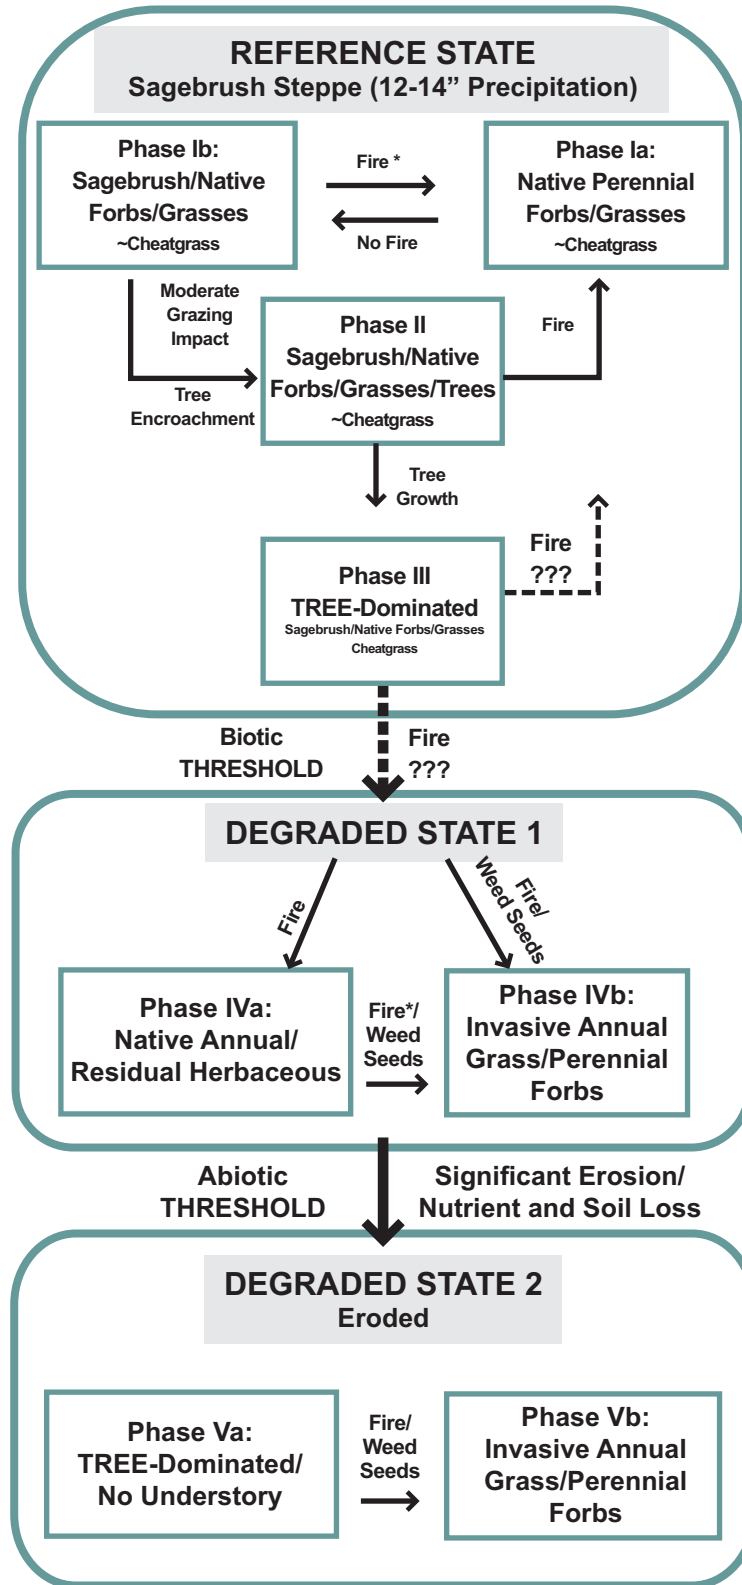 REFERENCE STATE
Sagebrush Steppe (12-14” Precipitation)
Phase Ib:
Sagebrush/Native
Forbs/Grasses
~Cheatgrass
Fire *
No Fire
Phase Ia:
Native Perennial
Forbs/Grasses
~Cheatgrass
Moderate
Grazing
Impact
Tree
Encroachment
Phase II
Sagebrush/Native
Forbs/Grasses/Trees
~Cheatgrass
Fire
Tree
Growth
Phase III
TREE-Dominated
Sagebrush/Native Forbs/Grasses
Cheatgrass
Fire
???
Biotic
THRESHOLD
Fire
???
DEGRADED STATE 1
Fire
Fire/
Weed Seeds
Phase IVa:
Native Annual/
Residual Herbaceous
Fire*/
Weed
Seeds
Phase IVb:
Invasive Annual
Grass/Perennial
Forbs
Abiotic
THRESHOLD
Significant Erosion/
Nutrient and Soil Loss
DEGRADED STATE 2
Eroded
Phase Va:
TREE-Dominated/
No Understory
Fire/
Weed
Seeds
Phase Vb:
Invasive Annual
Grass/Perennial
Forbs